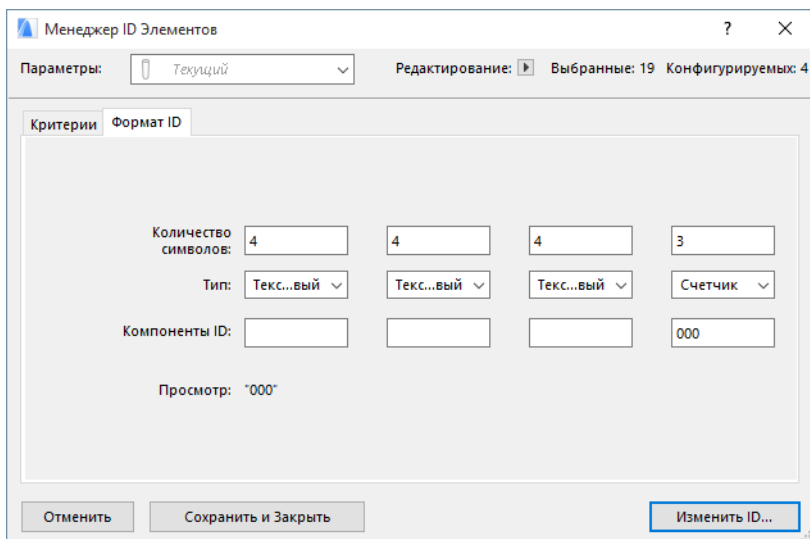 Менеджер ID Элементов ?
Параметры: Текущий Редактирование: Выбранные: 19 Конфигурируемых: 4
Критерии Формат ID
Количество
символов: 4 4 4 3
Тип: Текс...вый Текс...вый Текс...вый Счетчик
Компоненты ID: 000
Просмотр: "000"
Отменить Сохранить и Закрыть Изменить ID...